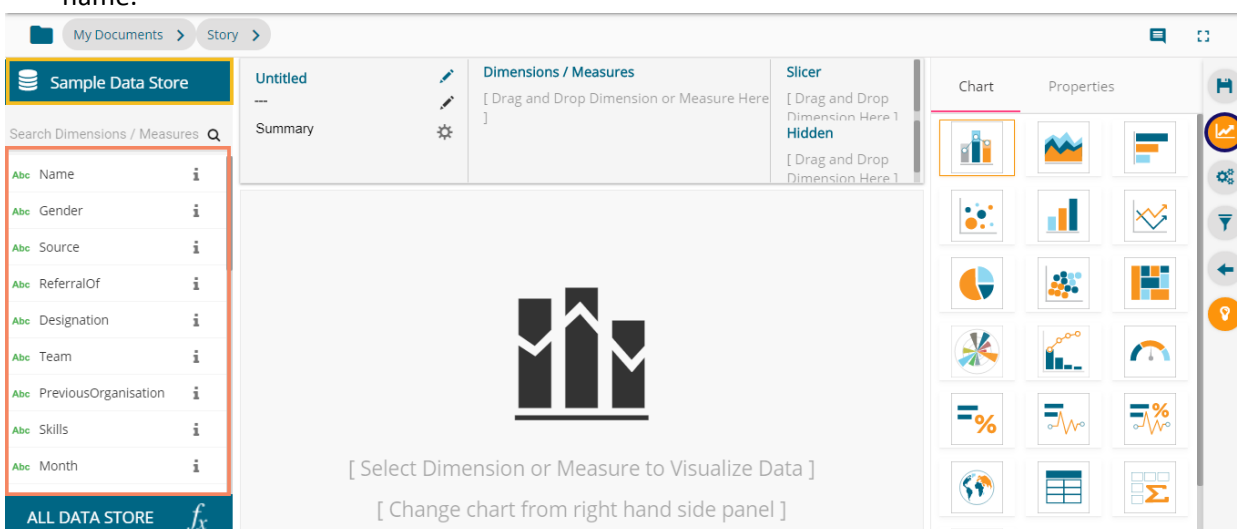 name.
My Documents > Story >
Sample Data Store
Search Dimensions / Measures
Abc Name i
Abc Gender i
Abc Source i
Abc ReferralOf i
Abc Designation i
Abc Team i
Abc PreviousOrganisation i
Abc Skills i
Abc Month i
ALL DATA STORE fx
Untitled
---
Summary
Dimensions / Measures
[ Drag and Drop Dimension or Measure Here
]
Slicer
[ Drag and Drop
Dimension Here ]
Hidden
[ Drag and Drop
Dimension Here ]
[ Select Dimension or Measure to Visualize Data ]
[ Change chart from right hand side panel ]
Chart Properties
%
%
Σ